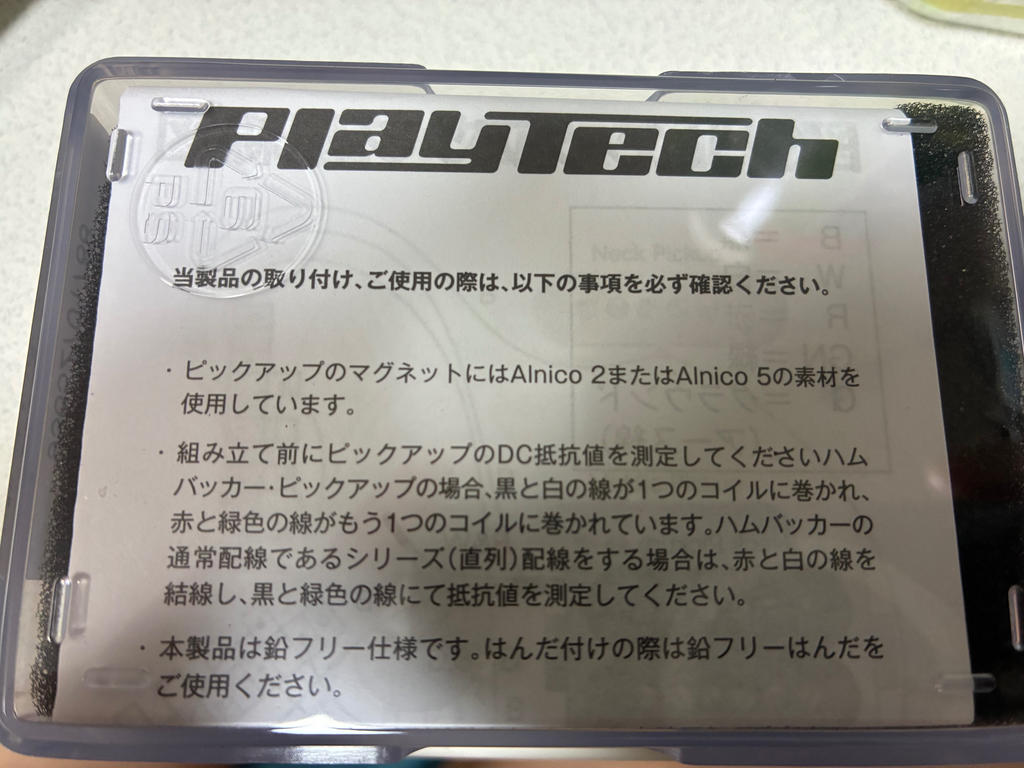 PlayTech
当製品の取り付け、ご使用の際は、以下の事項を必ず確認ください。
・ピックアップのマグネットにはAlnico 2またはAlnico 5の素材を
使用しています。
・組み立て前にピックアップのDC抵抗値を測定してくださいハム
バッカー・ピックアップの場合、黒と白の線が1つのコイルに巻かれ、
赤と緑色の線がもう1つのコイルに巻かれています。ハムバッカーの
通常配線であるシリーズ(直列)配線をする場合は、赤と白の線を
結線し、黒と緑色の線にて抵抗値を測定してください。
・本製品は鉛フリー仕様です。はんだ付けの際は鉛フリーはんだを
ご使用ください。
PS